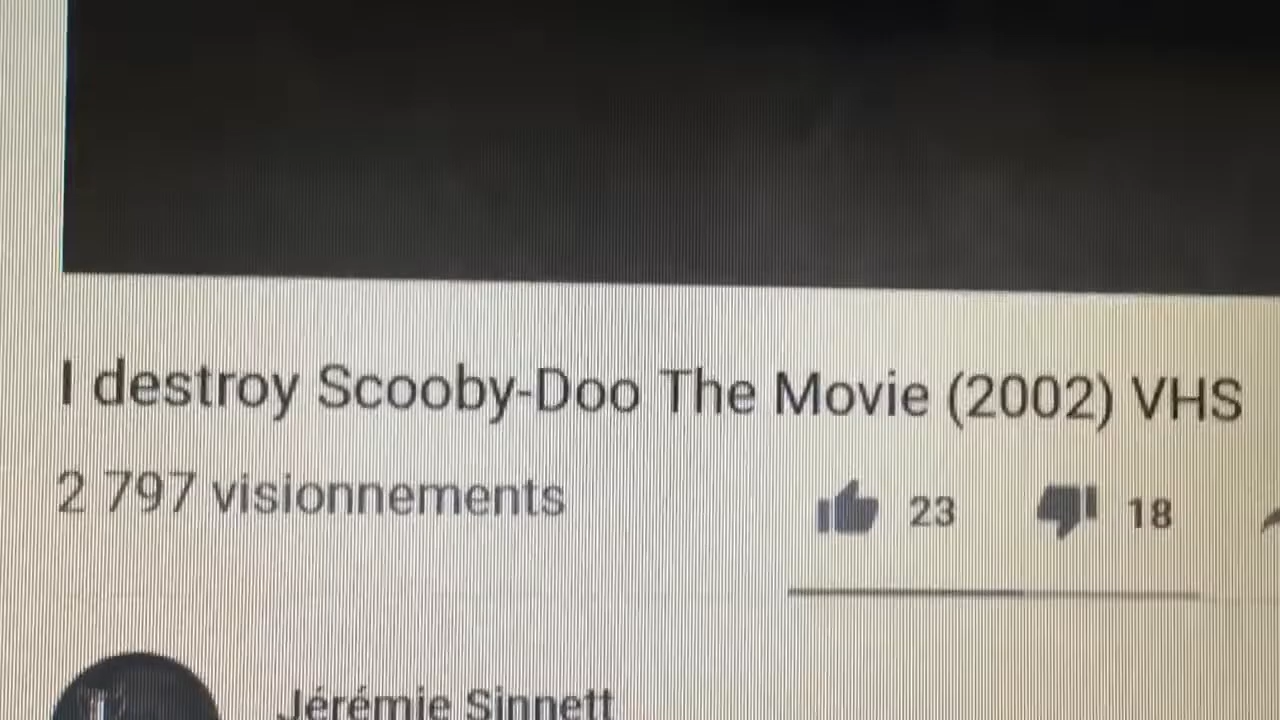 I destroy Scooby-Doo The Movie (2002) VHS
2 797 visionnements
23 18
Jérémie Sinnett